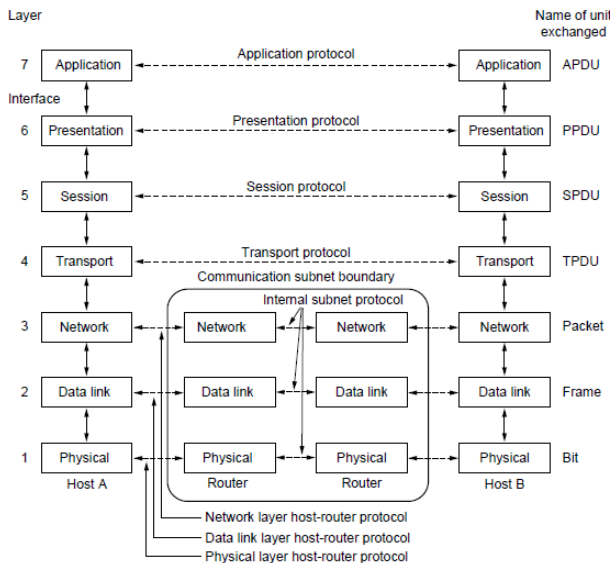 Layer
Name of unit
exchanged
7 Application Application protocol Application APDU
Interface
6 Presentation Presentation protocol Presentation PPDU
5 Session Session protocol Session SPDU
4 Transport Transport protocol Transport TPDU
Communication subnet boundary
Internal subnet protocol
3 Network Network Network Network Packet
2 Data link Data link Data link Data link Frame
1 Physical Physical Physical Physical Bit
Host A Router Router Host B
Network layer host-router protocol
Data link layer host-router protocol
Physical layer host-router protocol